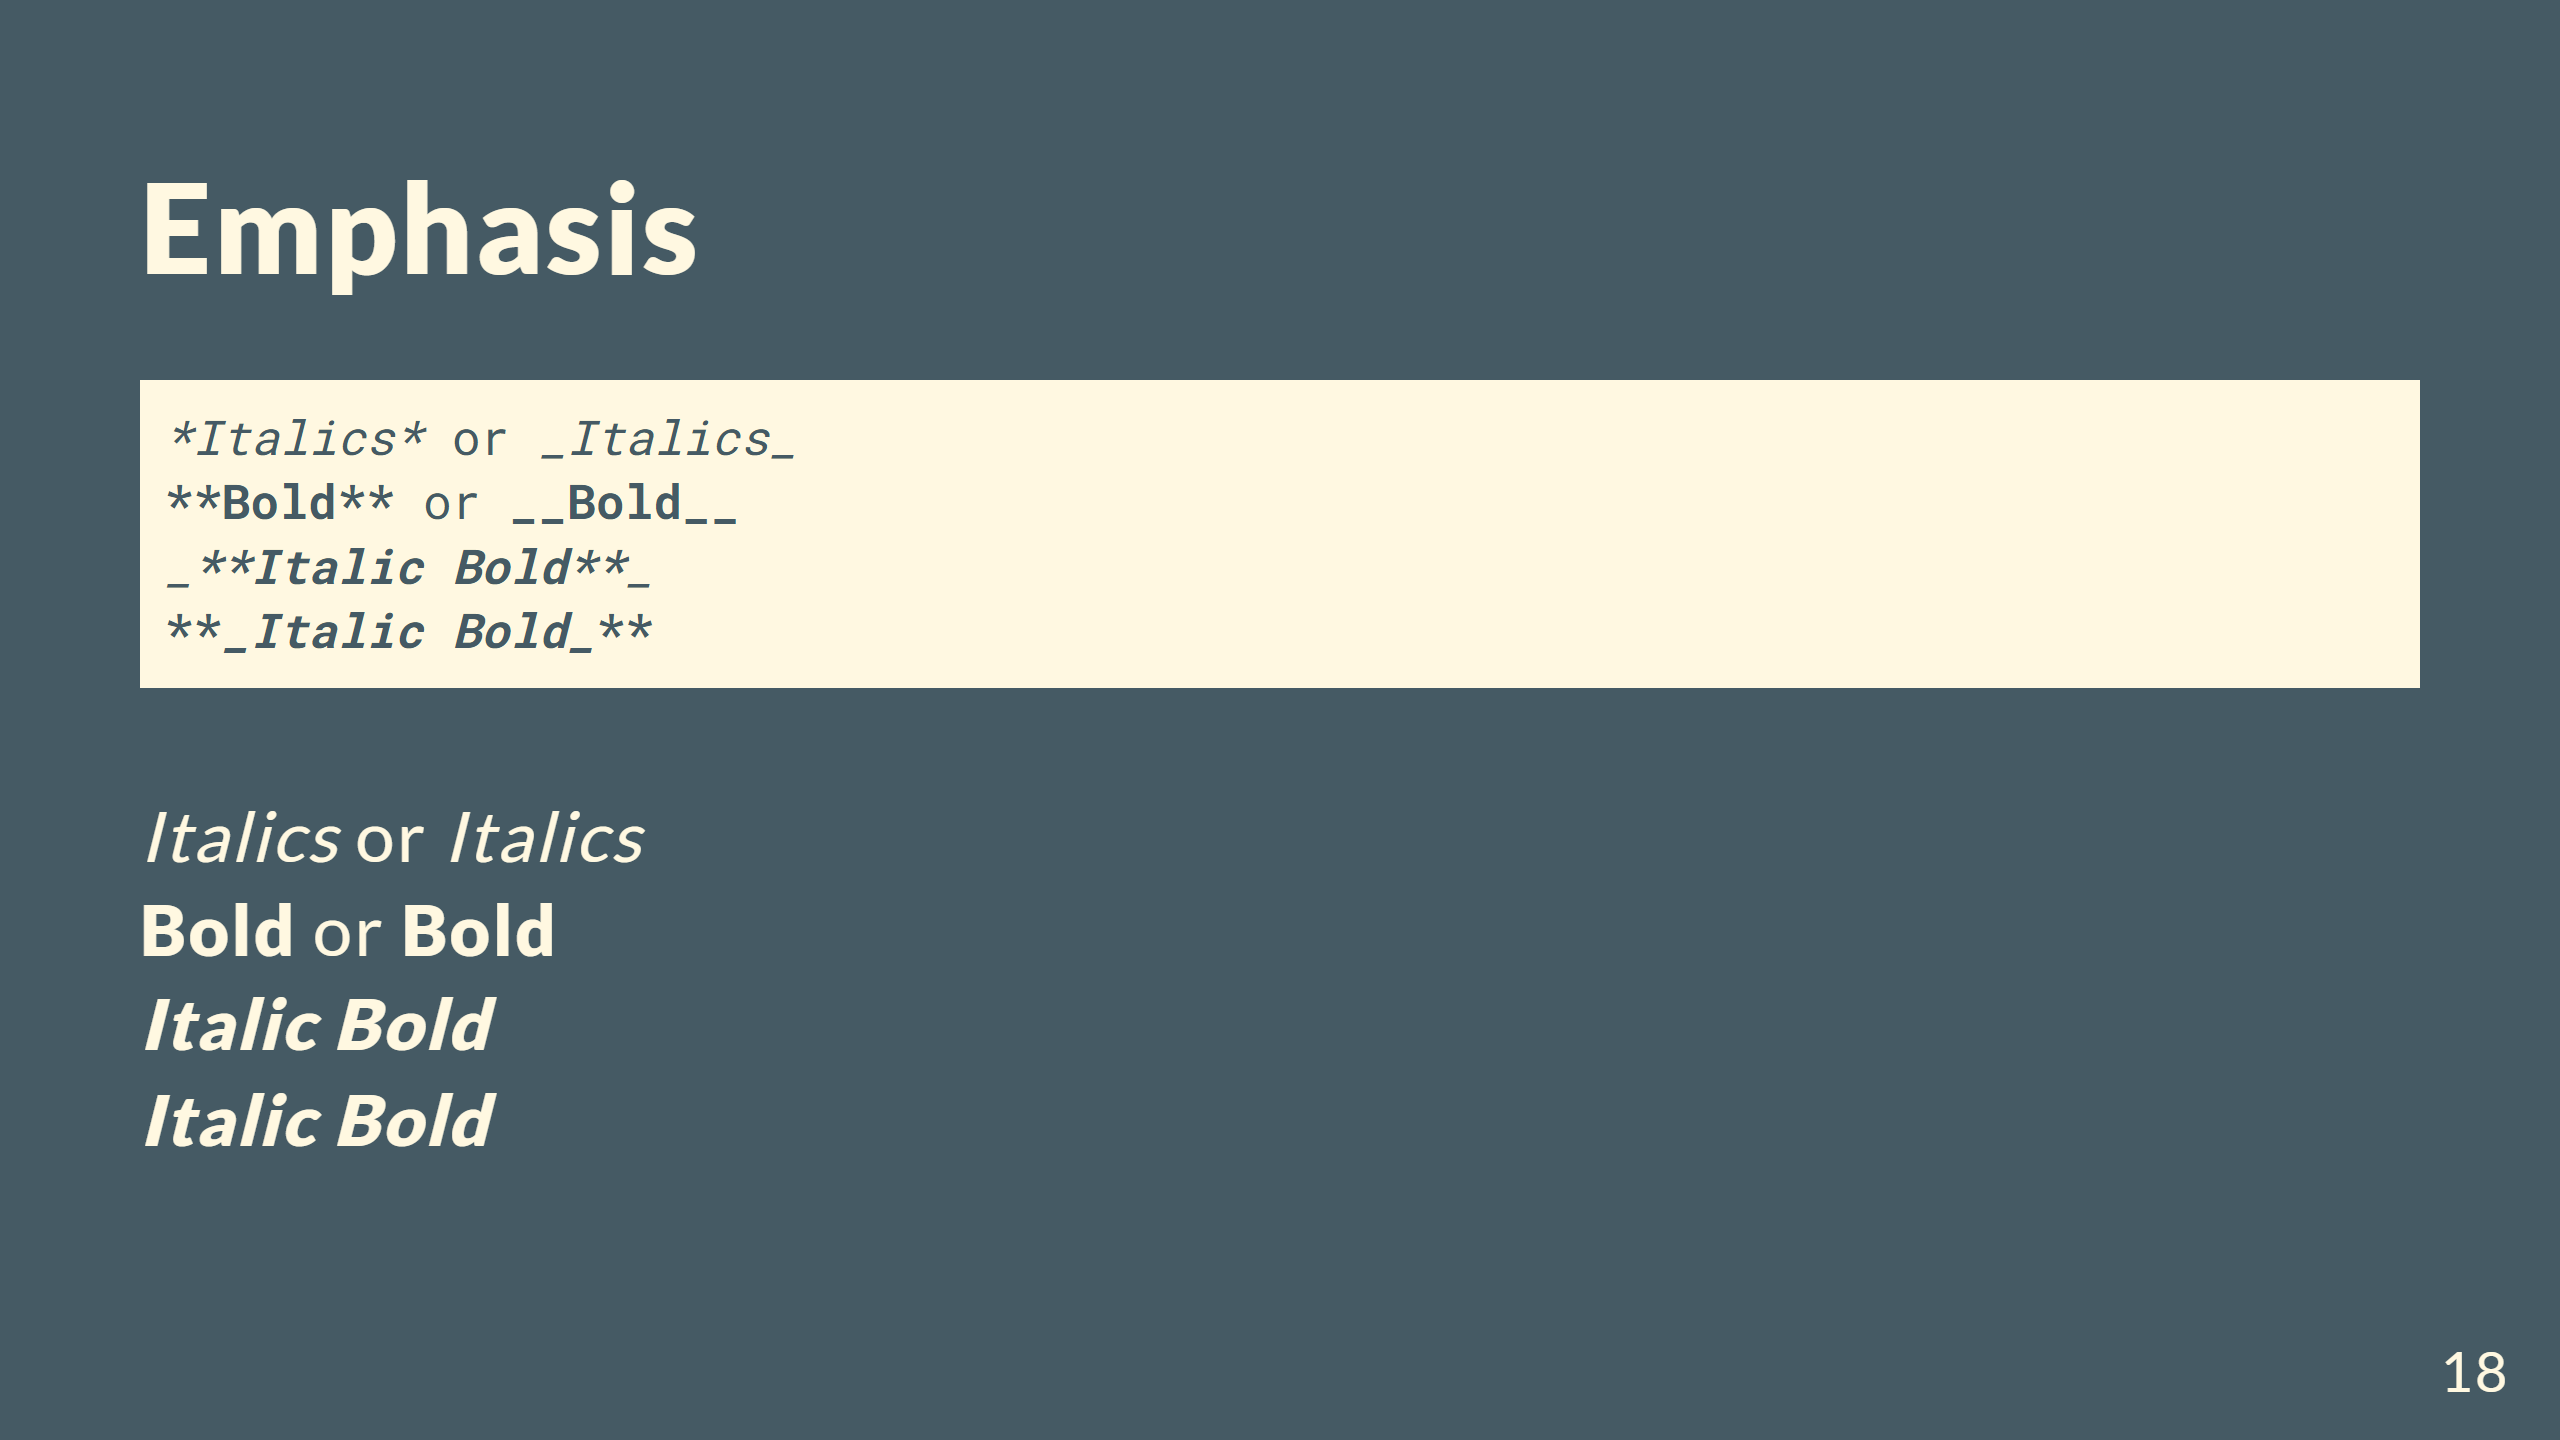 Emphasis
*Italics* or _Italics_
**Bold** or __Bold__
_**Italic Bold**_
**_Italic Bold_**
Italics or Italics
Bold or Bold
Italic Bold
Italic Bold
18